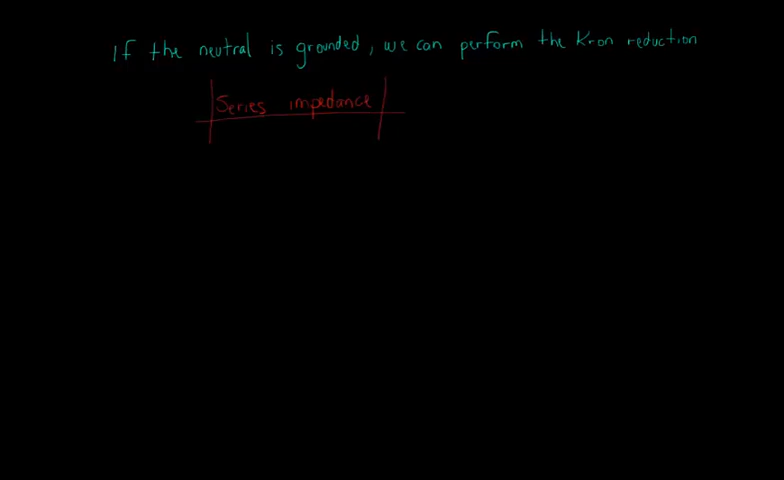 If the neutral is grounded, we can perform the Kron reduction
Series impedance